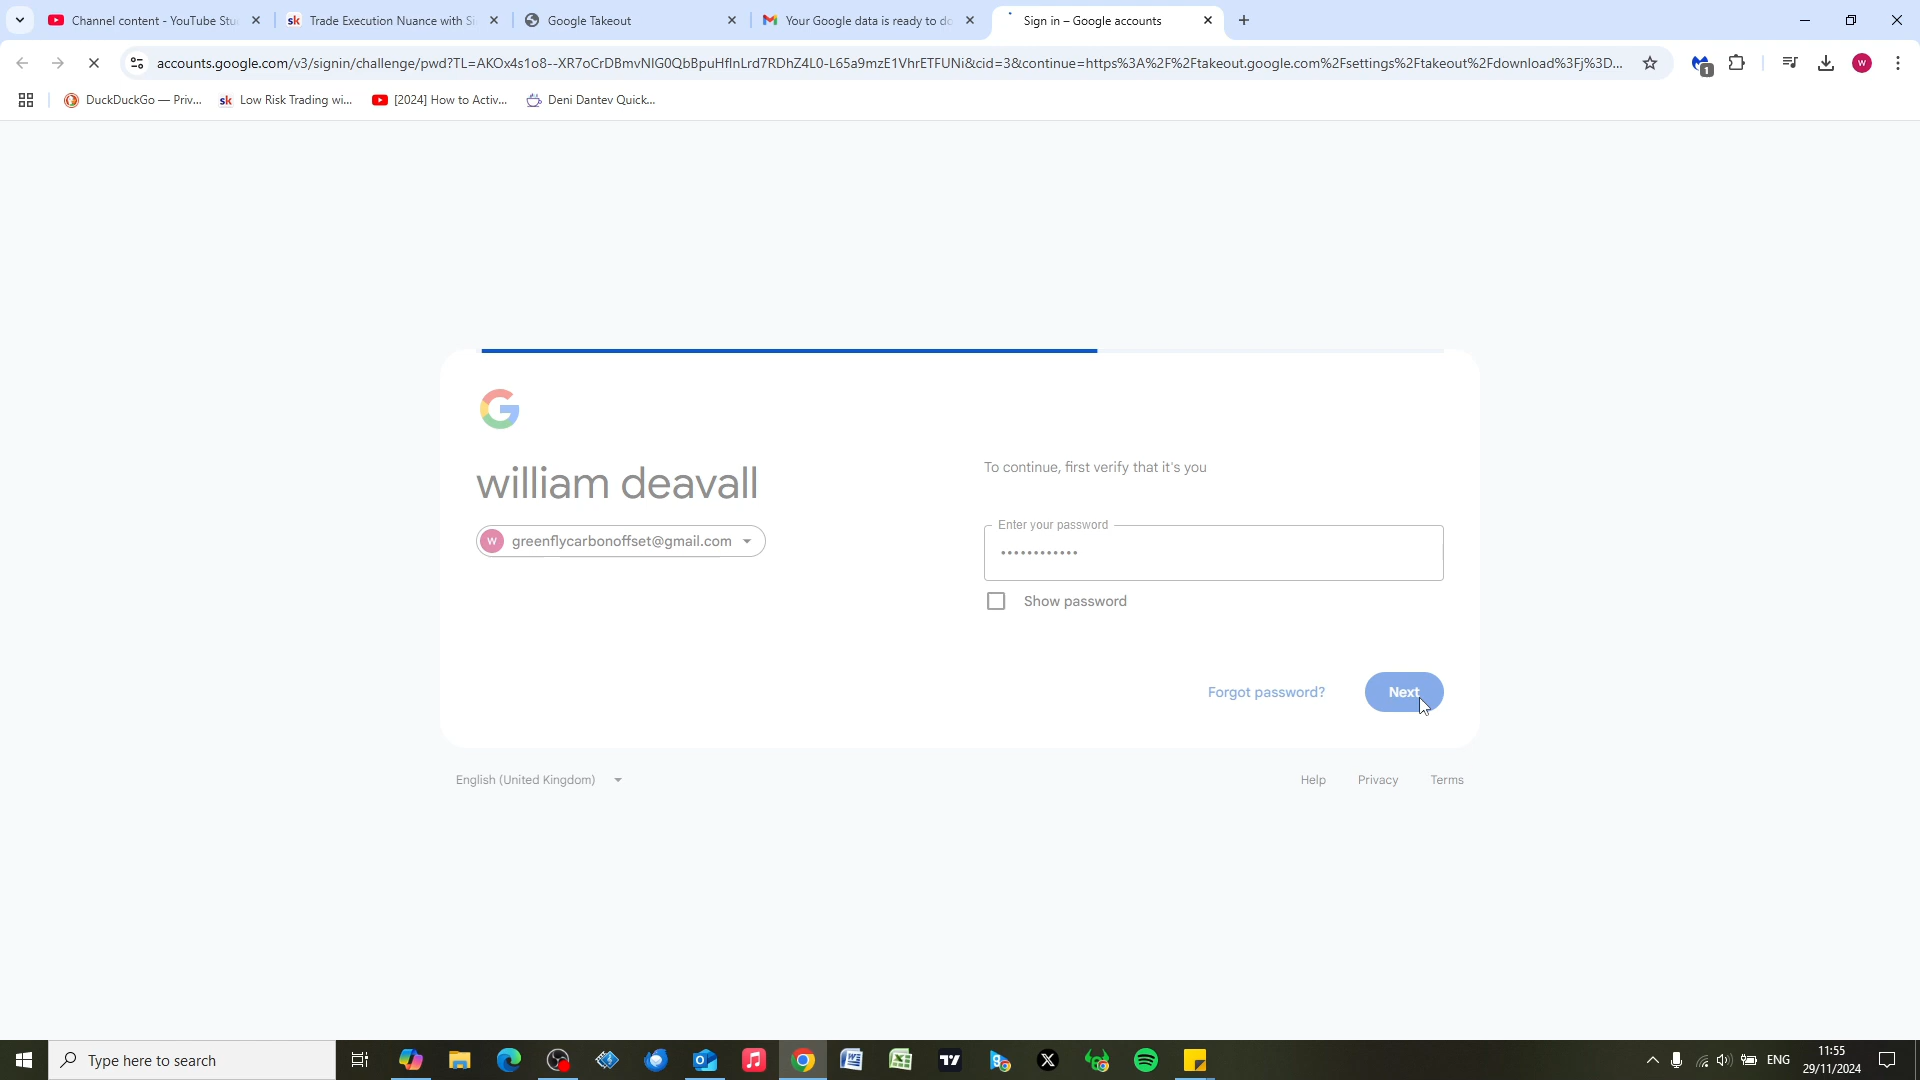 Channel content - YouTube Stu
sk Trade Execution Nuance with S
Google Takeout
Your Google data is ready to do
Sign in – Google accounts
accounts.google.com/v3/signin/challenge/pwd?TL=AKOx4s1o8--XR7oCrDBmvNIG0QbBpuHfInLrd7RDhZ4L0-L65a9mzE1VhrETFUNi&cid=3&continue=https%3A%2F%2Ftakeout.google.com%2Fsettings%2Ftakeout%2Fdownload%3Fj%3D...
1
w
DuckDuckGo — Priv...
sk Low Risk Trading wi...
[2024] How to Activ...
Deni Dantev Quick...
G
william deavall
w greenflycarbonoffset@gmail.com
To continue, first verify that it's you
Enter your password
••••••••••••
Show password
Forgot password?
Next
English (United Kingdom)
Help
Privacy
Terms
Type here to search
ENG
11:55
29/11/2024